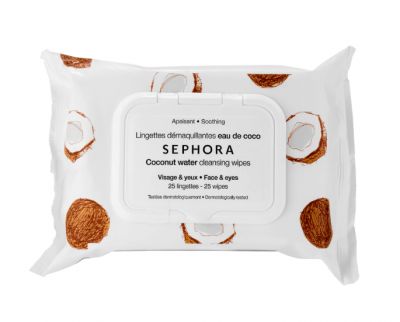 Apaisant • Soothing
Lingettes démaquillantes eau de coco
SEPHORA
Coconut water cleansing wipes
Visage & yeux • Face & eyes
25 lingettes - 25 wipes
Testées dermatologiquement • Dermatologically tested